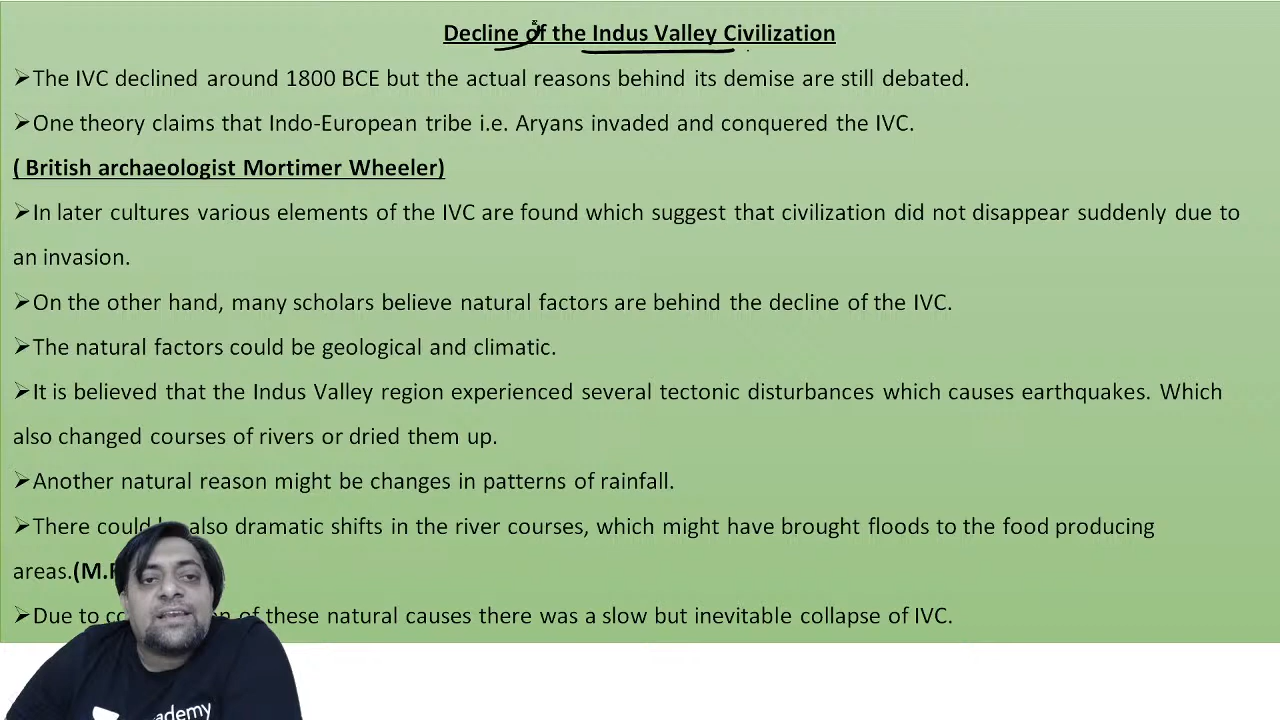 Decline of the Indus Valley Civilization
➢The IVC declined around 1800 BCE but the actual reasons behind its demise are still debated.
➢One theory claims that Indo-European tribe i.e. Aryans invaded and conquered the IVC.
( British archaeologist Mortimer Wheeler)
➢In later cultures various elements of the IVC are found which suggest that civilization did not disappear suddenly due to
an invasion.
➢On the other hand, many scholars believe natural factors are behind the decline of the IVC.
➢The natural factors could be geological and climatic.
➢It is believed that the Indus Valley region experienced several tectonic disturbances which causes earthquakes. Which
also changed courses of rivers or dried them up.
➢Another natural reason might be changes in patterns of rainfall.
➢There could also dramatic shifts in the river courses, which might have brought floods to the food producing
areas.
➢Due to of these natural causes there was a slow but inevitable collapse of IVC.